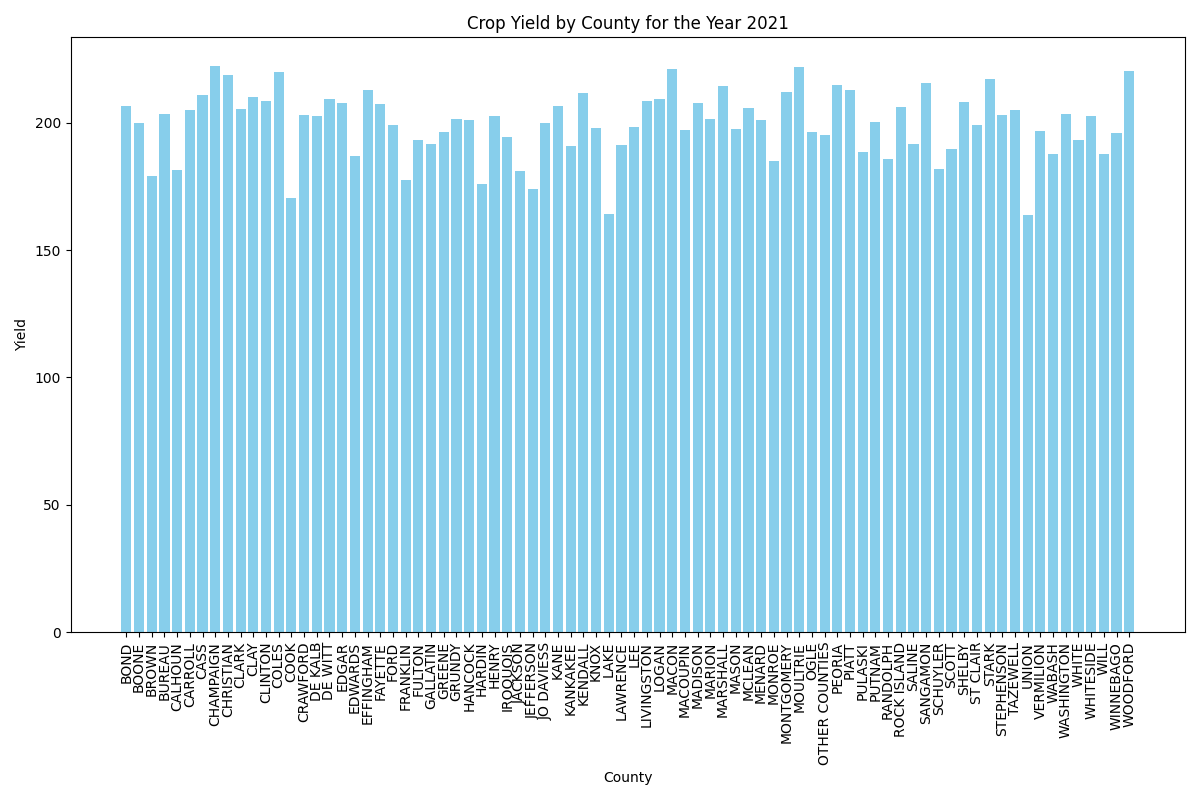 Crop Yield by County for the Year 2021
Yield
200
150
100
50
0
BOND
BOONE
BROWN
BUREAU
CALHOUN
CARROLL
CASS
CHAMPAIGN
CHRISTIAN
CLARK
CLAY
CLINTON
COLES
COOK
CRAWFORD
DE KALB
DE WITT
EDGAR
EDWARDS
EFFINGHAM
FAYETTE
FORD
FRANKLIN
FULTON
GALLATIN
GREENE
GRUNDY
HANCOCK
HARDIN
HENRY
IROQUOIS
JACKSON
JEFFERSON
JO DAVIESS
KANE
KANKAKEE
KENDALL
KNOX
LAKE
LAWRENCE
LEE
LIVINGSTON
LOGAN
MACON
MACOUPIN
MADISON
MARION
MARSHALL
MASON
MCLEAN
MENARD
MONROE
MONTGOMERY
MOULTRIE
OGLE
OTHER COUNTIES
PEORIA
PIATT
PULASKI
PUTNAM
RANDOLPH
ROCK ISLAND
SALINE
SANGAMON
SCHUYLER
SCOTT
SHELBY
ST CLAIR
STARK
STEPHENSON
TAZEWELL
UNION
VERMILION
WABASH
WASHINGTON
WHITE
WHITESIDE
WILL
WINNEBAGO
WOODFORD
County